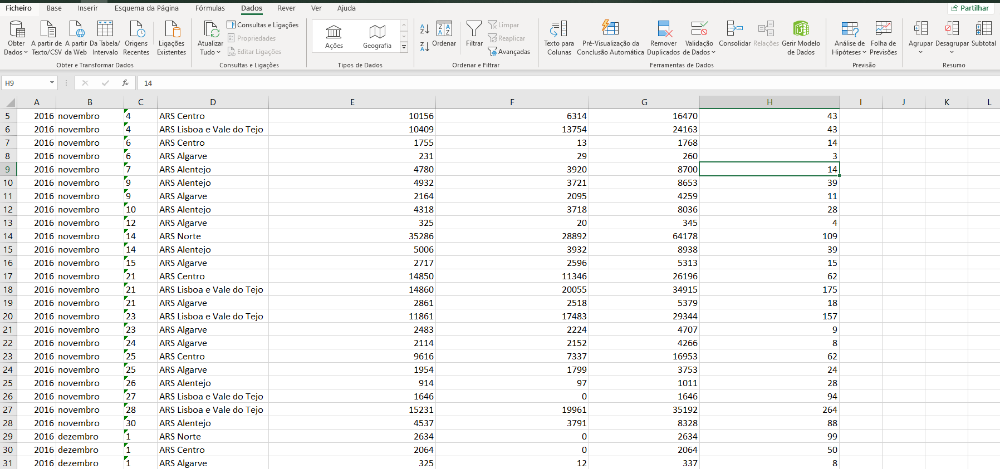 Ficheiro Base Inserir Esquema da Página Fórmulas Dados Rever Ver Ajuda Partilhar
Obter Dados A partir de Texto/CSV A partir da Web Da Tabela/ Intervalo Origens Recentes Ligações Existentes
Obter e Transformar Dados
Atualizar Tudo Consultas e Ligações Propriedades Editar Ligações
Consultas e Ligações
Ações Geografia
Tipos de Dados
Ordenar Filtrar Limpar Reaplicar Avançadas
Ordenar e Filtrar
Texto para Colunas Pré-Visualização da Conclusão Automática Remover Duplicados Validação de Dados Consolidar Relações Gerir Modelo de Dados
Ferramentas de Dados
Análise de Hipóteses Folha de Previsões
Previsão
Agrupar Desagrupar Subtotal
Resumo
H9 fx 14
A B C D E F G H I J K L
5 2016 novembro 4 ARS Centro 10156 6314 16470 43
6 2016 novembro 4 ARS Lisboa e Vale do Tejo 10409 13754 24163 43
7 2016 novembro 6 ARS Centro 1755 13 1768 14
8 2016 novembro 6 ARS Algarve 231 29 260 3
9 2016 novembro 7 ARS Alentejo 4780 3920 8700 14
10 2016 novembro 9 ARS Alentejo 4932 3721 8653 39
11 2016 novembro 9 ARS Algarve 2164 2095 4259 11
12 2016 novembro 10 ARS Alentejo 4318 3718 8036 28
13 2016 novembro 12 ARS Algarve 325 20 345 4
14 2016 novembro 14 ARS Norte 35286 28892 64178 109
15 2016 novembro 14 ARS Alentejo 5006 3932 8938 39
16 2016 novembro 15 ARS Algarve 2717 2596 5313 15
17 2016 novembro 21 ARS Centro 14850 11346 26196 62
18 2016 novembro 21 ARS Lisboa e Vale do Tejo 14860 20055 34915 175
19 2016 novembro 21 ARS Algarve 2861 2518 5379 18
20 2016 novembro 23 ARS Lisboa e Vale do Tejo 11861 17483 29344 157
21 2016 novembro 23 ARS Algarve 2483 2224 4707 9
22 2016 novembro 24 ARS Algarve 2114 2152 4266 8
23 2016 novembro 25 ARS Centro 9616 7337 16953 62
24 2016 novembro 25 ARS Algarve 1954 1799 3753 24
25 2016 novembro 26 ARS Alentejo 914 97 1011 28
26 2016 novembro 27 ARS Lisboa e Vale do Tejo 1646 0 1646 94
27 2016 novembro 28 ARS Lisboa e Vale do Tejo 15231 19961 35192 264
28 2016 novembro 30 ARS Alentejo 4537 3791 8328 88
29 2016 dezembro 1 ARS Norte 2634 0 2634 99
30 2016 dezembro 1 ARS Centro 2064 0 2064 50
31 2016 dezembro 1 ARS Algarve 325 12 337 8